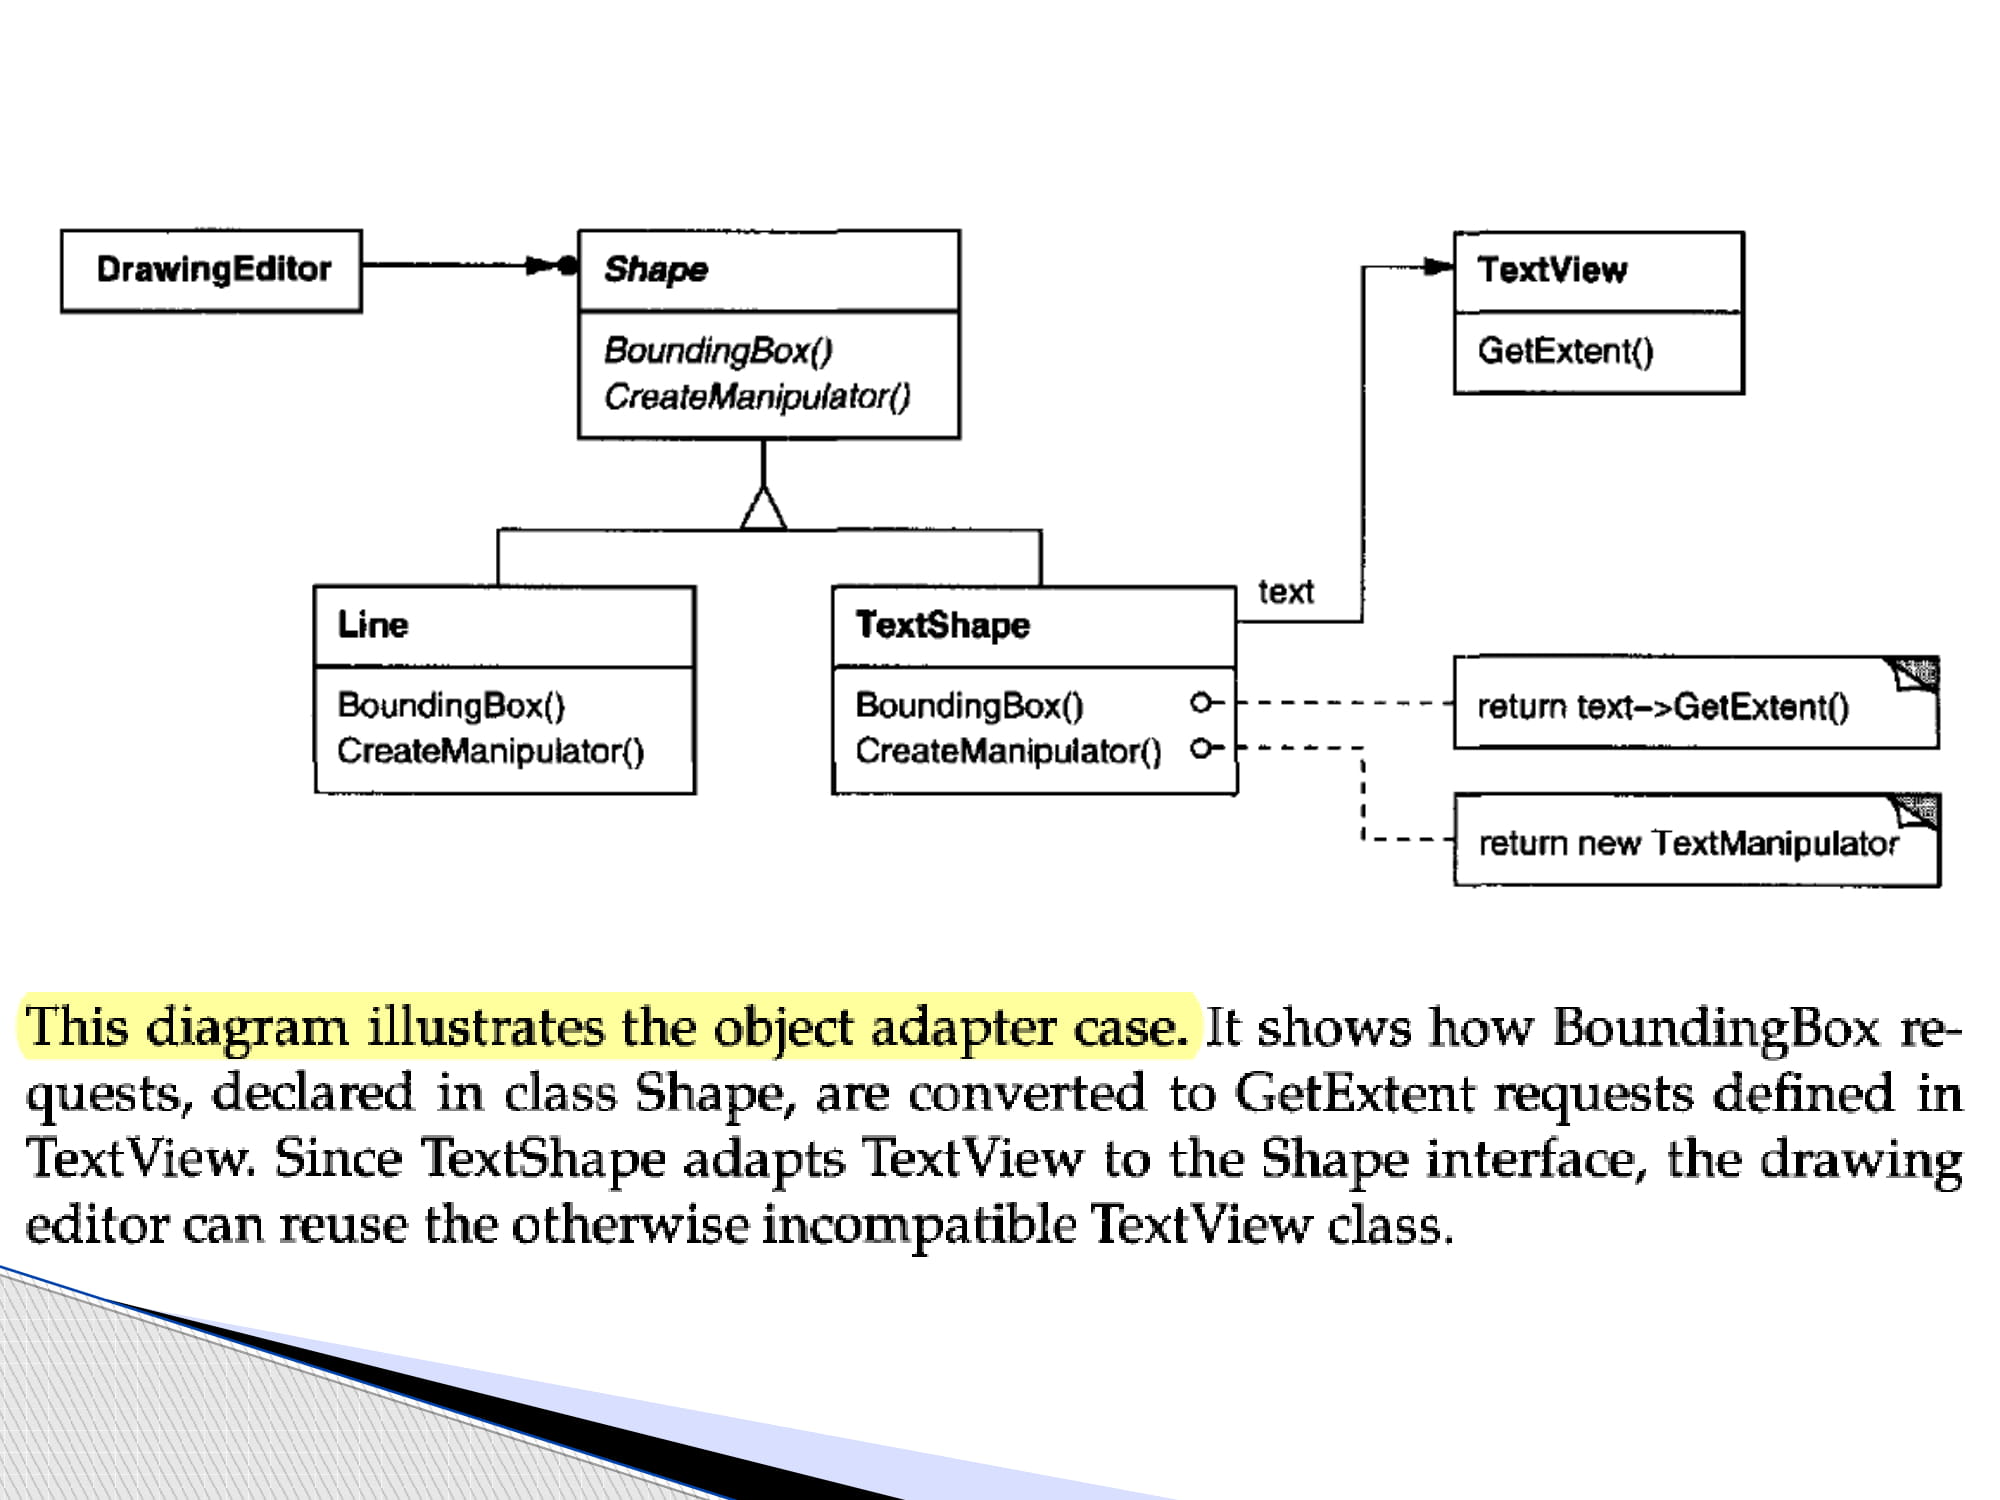 DrawingEditor
Shape
BoundingBox()
CreateManipulator()
TextView
GetExtent()
Line
BoundingBox()
CreateManipulator()
TextShape
BoundingBox()
CreateManipulator()
text
return text–>GetExtent()
return new TextManipulator
This diagram illustrates the object adapter case. It shows how BoundingBox re-
quests, declared in class Shape, are converted to GetExtent requests defined in
TextView. Since TextShape adapts TextView to the Shape interface, the drawing
editor can reuse the otherwise incompatible TextView class.